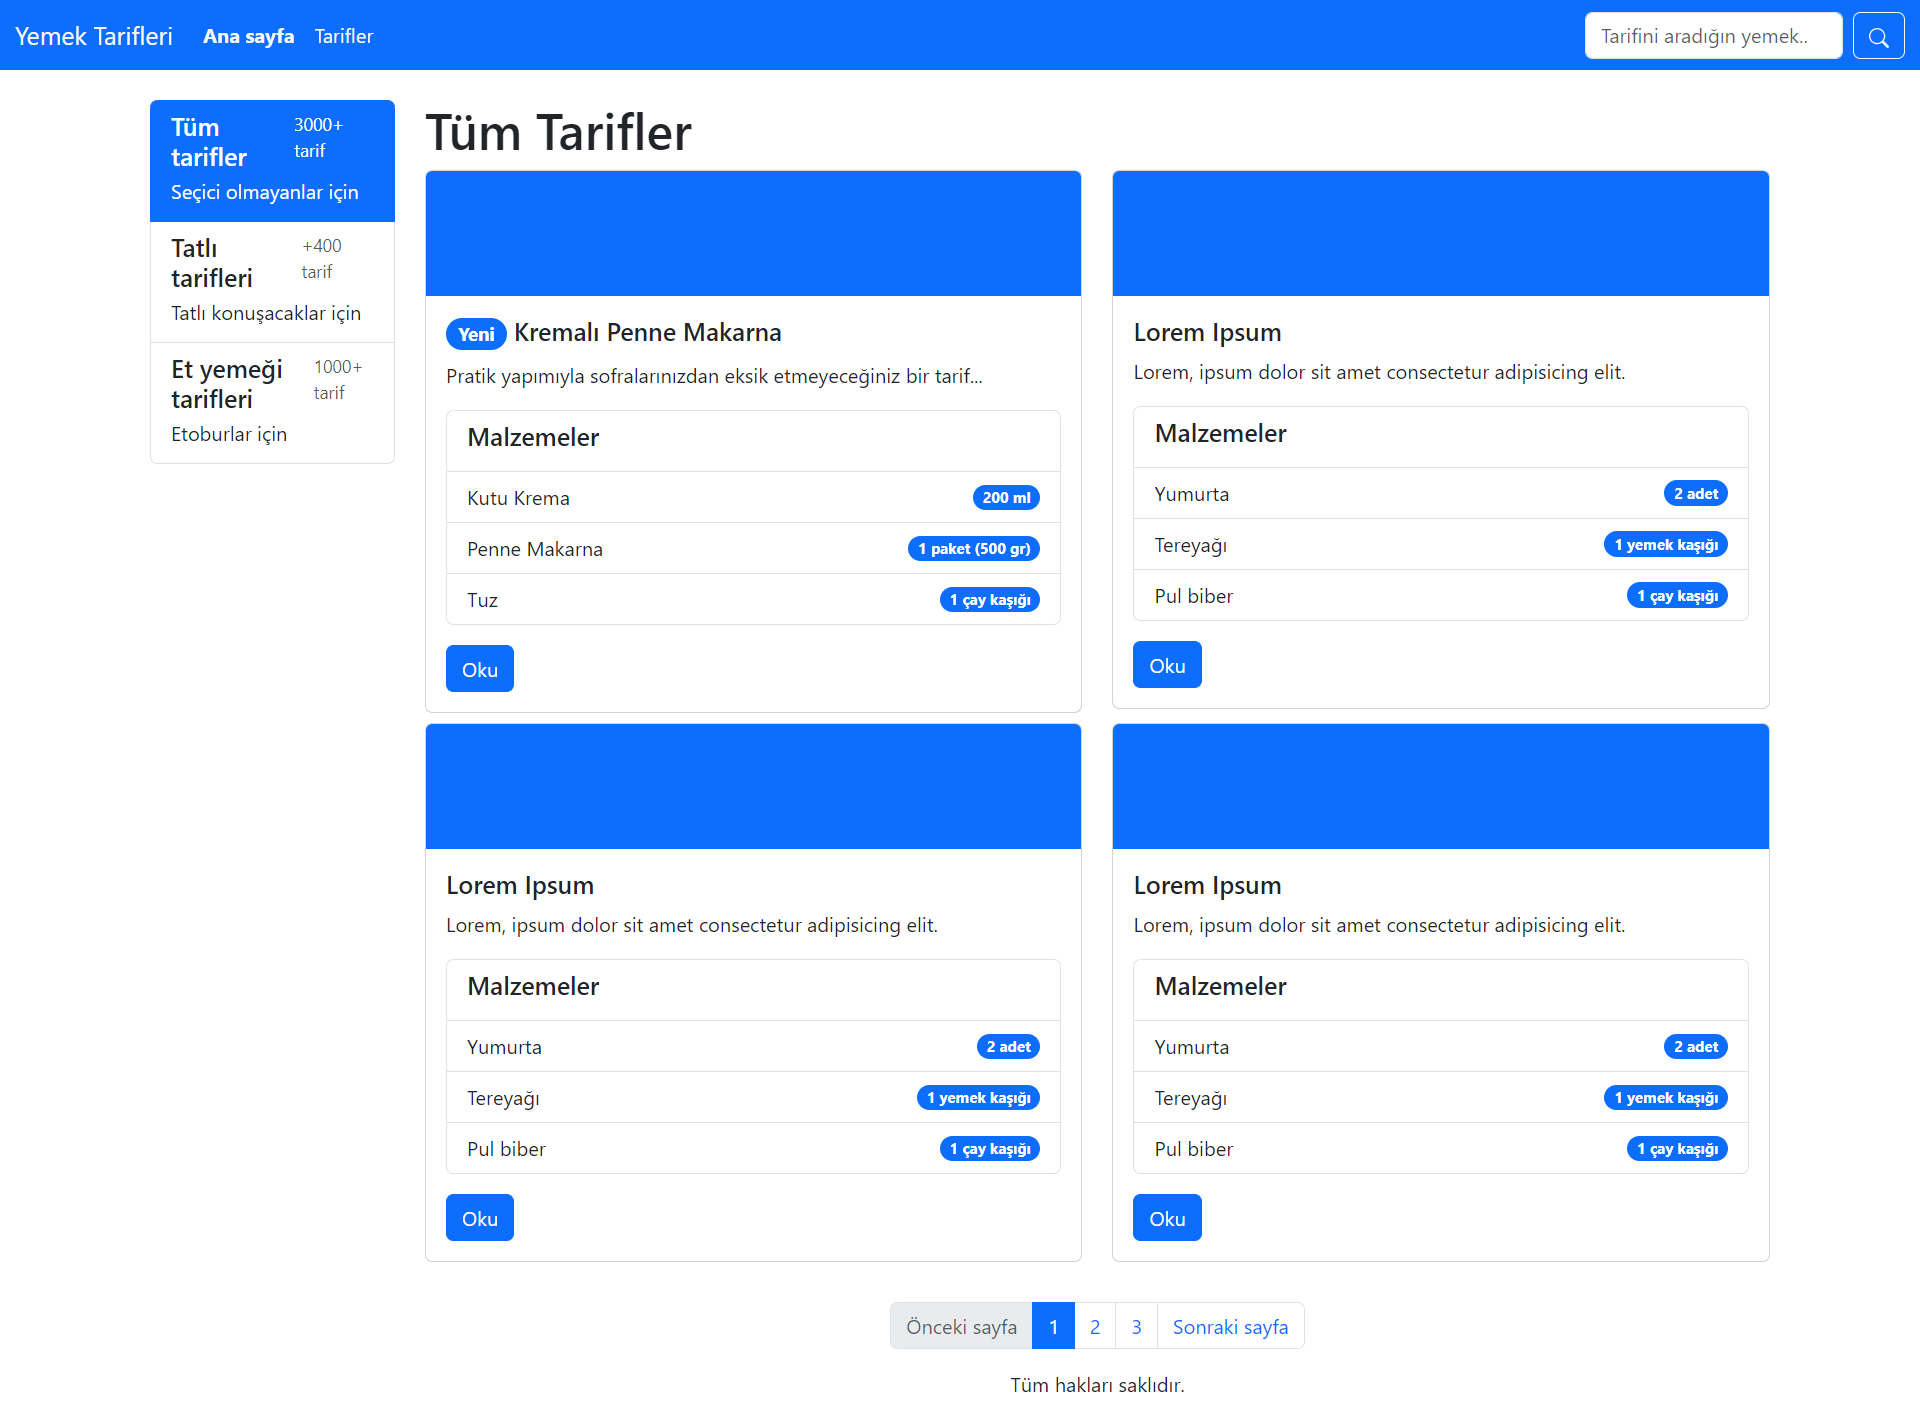 Yemek Tarifleri Ana sayfa Tarifler Tarifini aradığın yemek..
Tüm tarifler
3000+ tarif
Seçici olmayanlar için
Tatlı tarifleri
+400 tarif
Tatlı konuşacaklar için
Et yemeği tarifleri
1000+ tarif
Etoburlar için
Tüm Tarifler
Yeni Kremalı Penne Makarna
Pratik yapımıyla sofralarınızdan eksik etmeyeceğiniz bir tarif...
Malzemeler
Kutu Krema 200 ml
Penne Makarna 1 paket (500 gr)
Tuz 1 çay kaşığı
Oku
Lorem Ipsum
Lorem, ipsum dolor sit amet consectetur adipisicing elit.
Malzemeler
Yumurta 2 adet
Tereyağı 1 yemek kaşığı
Pul biber 1 çay kaşığı
Oku
Lorem Ipsum
Lorem, ipsum dolor sit amet consectetur adipisicing elit.
Malzemeler
Yumurta 2 adet
Tereyağı 1 yemek kaşığı
Pul biber 1 çay kaşığı
Oku
Lorem Ipsum
Lorem, ipsum dolor sit amet consectetur adipisicing elit.
Malzemeler
Yumurta 2 adet
Tereyağı 1 yemek kaşığı
Pul biber 1 çay kaşığı
Oku
Önceki sayfa 1 2 3 Sonraki sayfa
Tüm hakları saklıdır.